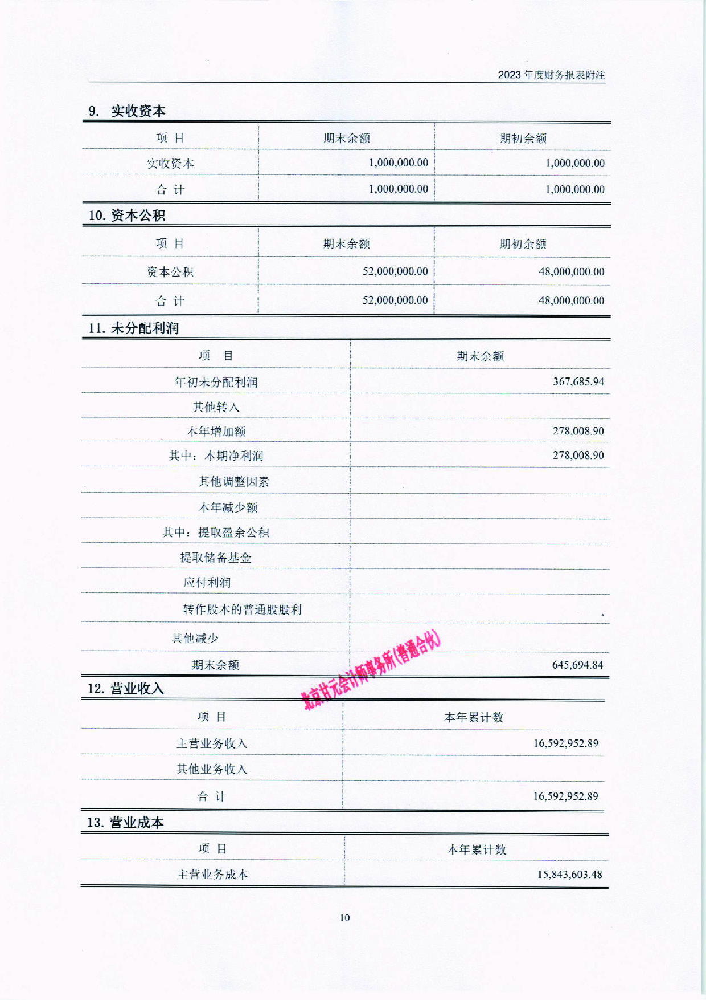 2023 年度财务报表附注
9. 实收资本
项 目 期末余额 期初余额
实收资本 1,000,000.00 1,000,000.00
合 计 1,000,000.00 1,000,000.00
10. 资本公积
项 目 期末余额 期初余额
资本公积 52,000,000.00 48,000,000.00
合 计 52,000,000.00 48,000,000.00
11. 未分配利润
项 目 期末余额
年初未分配利润 367,685.94
其他转入
本年增加额 278,008.90
其中：本期净利润 278,008.90
其他调整因素
本年减少额
其中：提取盈余公积
提取储备基金
应付利润
转作股本的普通股股利
其他减少
期末余额 645,694.84
北京甘元会计师事务所(普通合伙)
12. 营业收入
项 目 本年累计数
主营业务收入 16,592,952.89
其他业务收入
合 计 16,592,952.89
13. 营业成本
项 目 本年累计数
主营业务成本 15,843,603.48
10